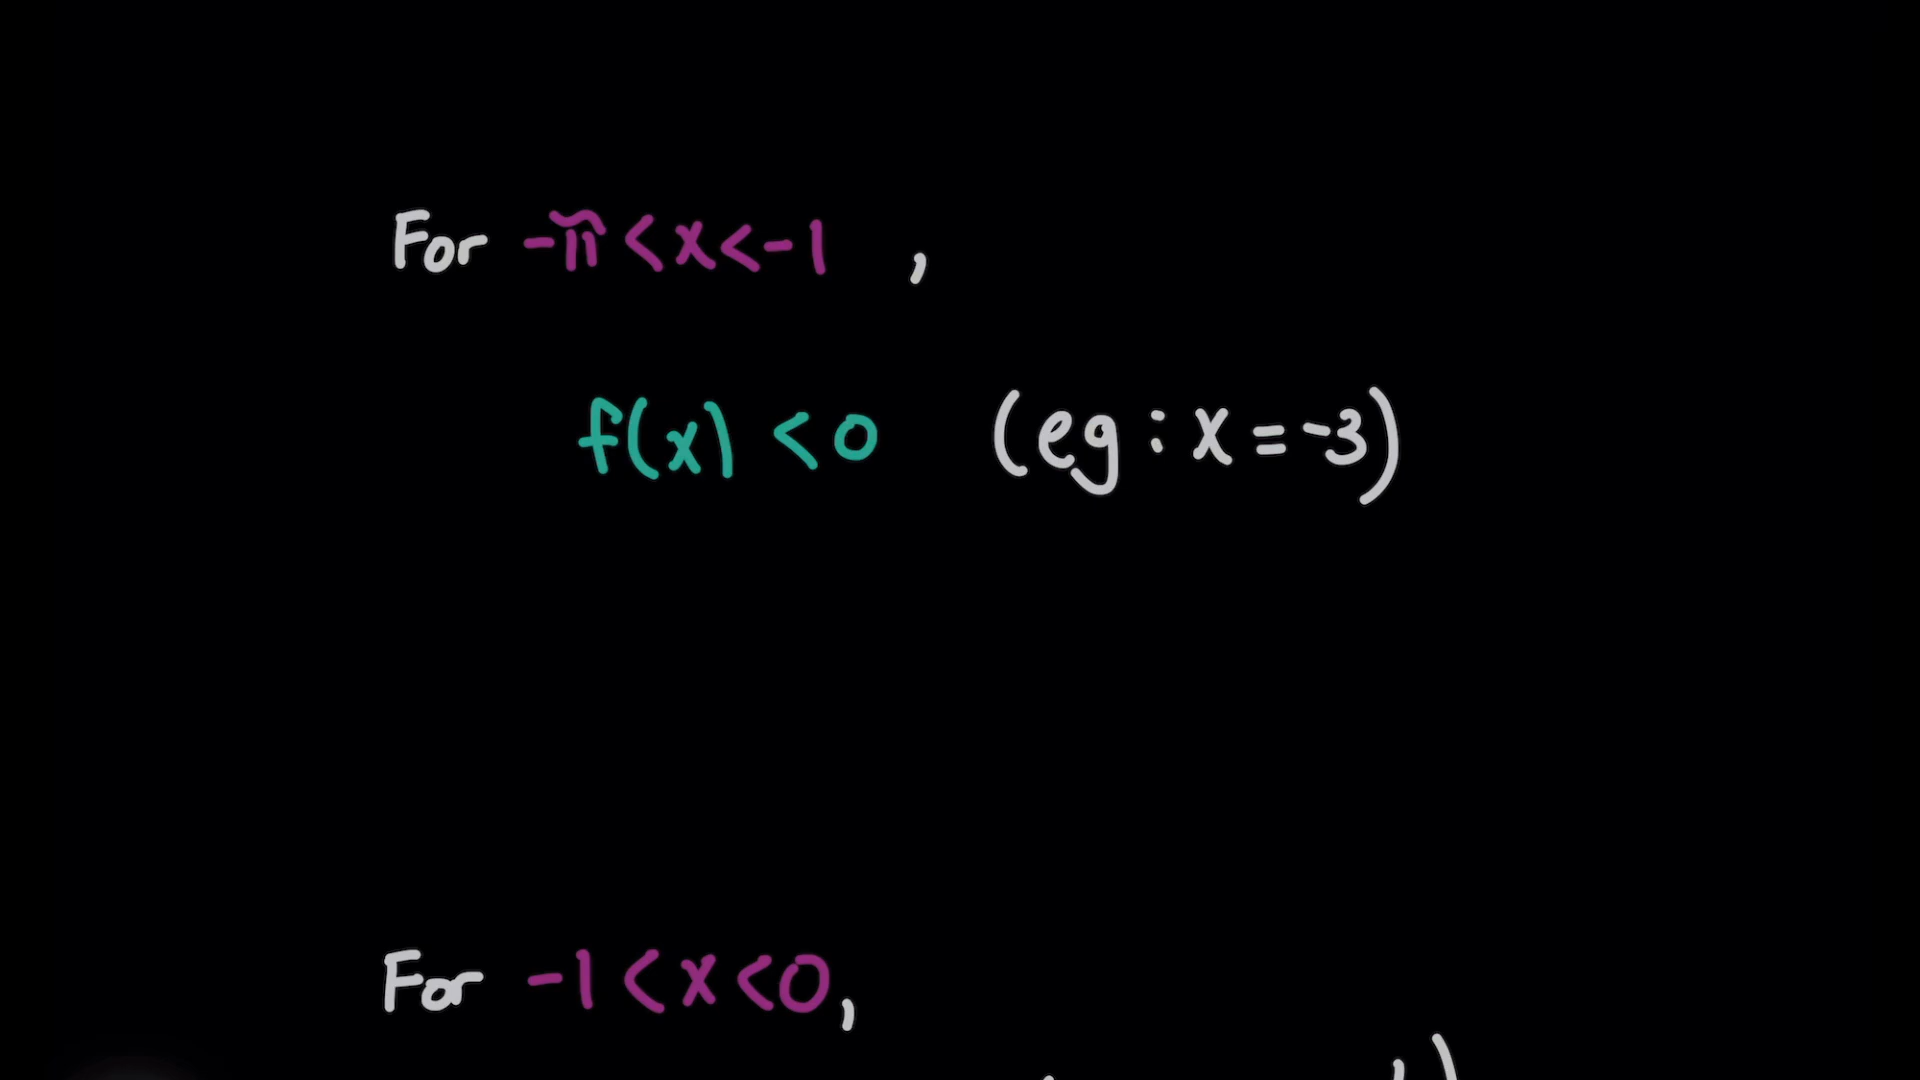 For -π < x < -1 ,
f(x) < 0 (eg : x = -3)
For -1 < x < 0,